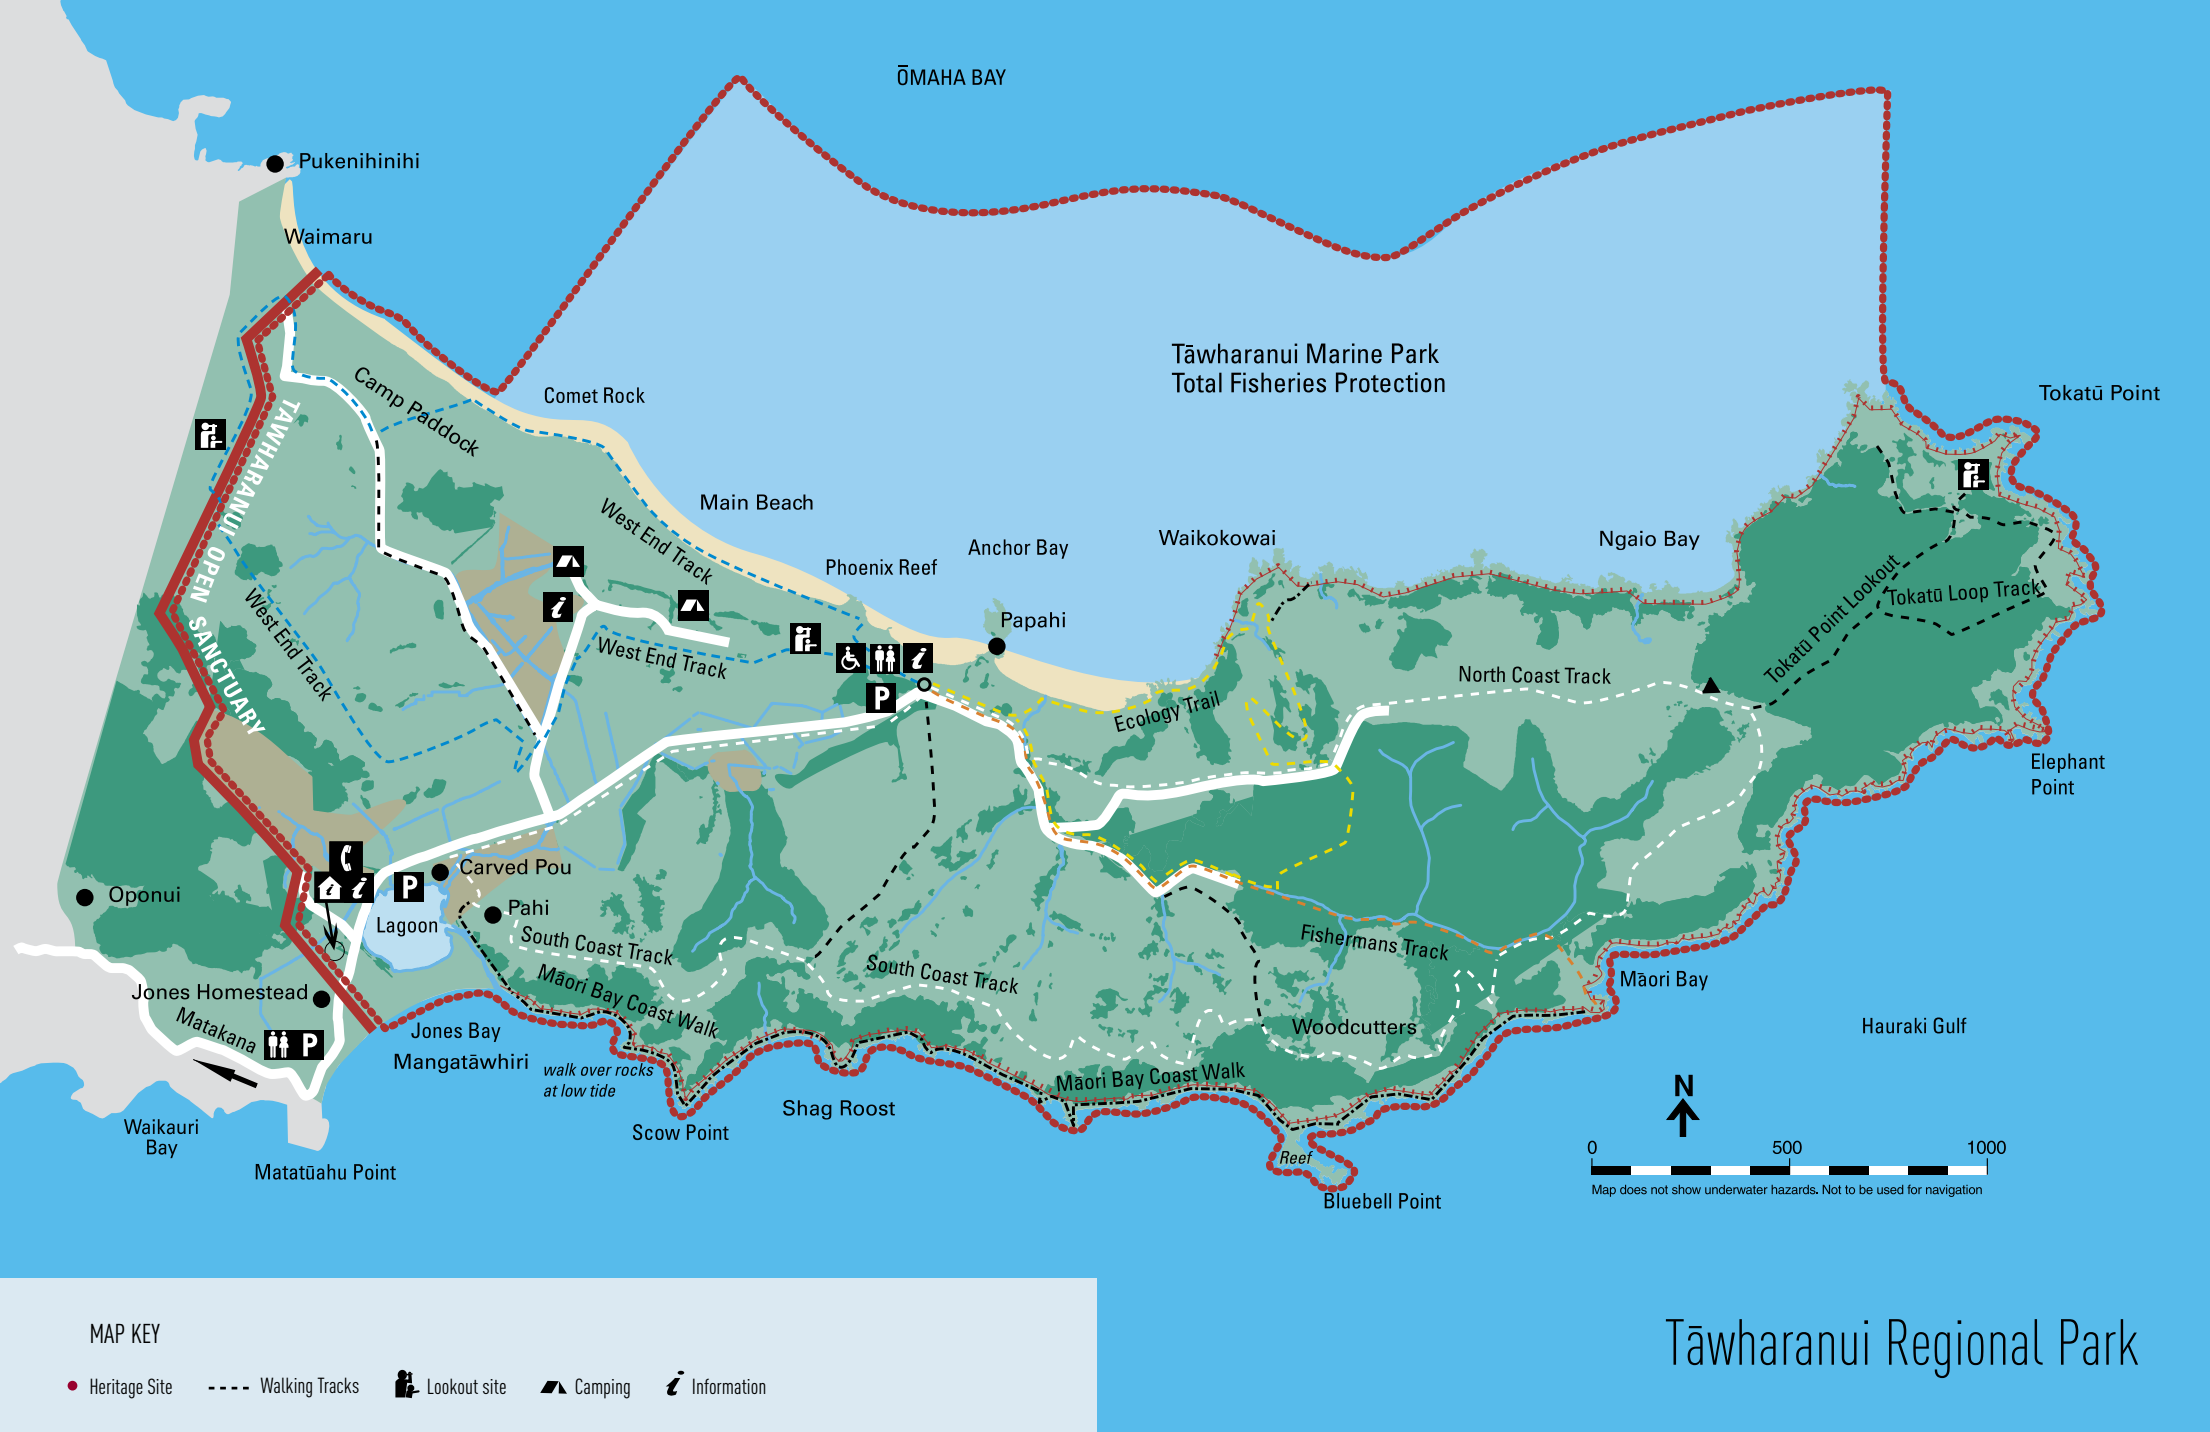 ŌMAHA BAY
Pukenihinihi
Waimaru
Tāwharanui Marine Park
Total Fisheries Protection
Comet Rock
Tokatū Point
Camp Paddock
Main Beach
West End Track
Anchor Bay
Waikokowai
Ngaio Bay
Phoenix Reef
Papahi
TAWHARANUI OPEN SANCTUARY
West End Track
West End Track
i
Tokatū Point Lookout
Tokatū Loop Track
North Coast Track
i
P
Ecology Trail
Elephant
Point
Carved Pou
i
i
P
Oponui
Pahi
Lagoon
South Coast Track
Fishermans Track
South Coast Track
Māori Bay
Māori Bay Coast Walk
Jones Homestead
Matakana
P
Jones Bay
Mangatāwhiri
Woodcutters
Hauraki Gulf
walk over rocks
at low tide
Māori Bay Coast Walk
Shag Roost
Scow Point
Waikauri
Bay
Matatūahu Point
Reef
Bluebell Point
N
0 500 1000
Map does not show underwater hazards. Not to be used for navigation
MAP KEY
Heritage Site
Walking Tracks
Lookout site
Camping
i Information
Tāwharanui Regional Park